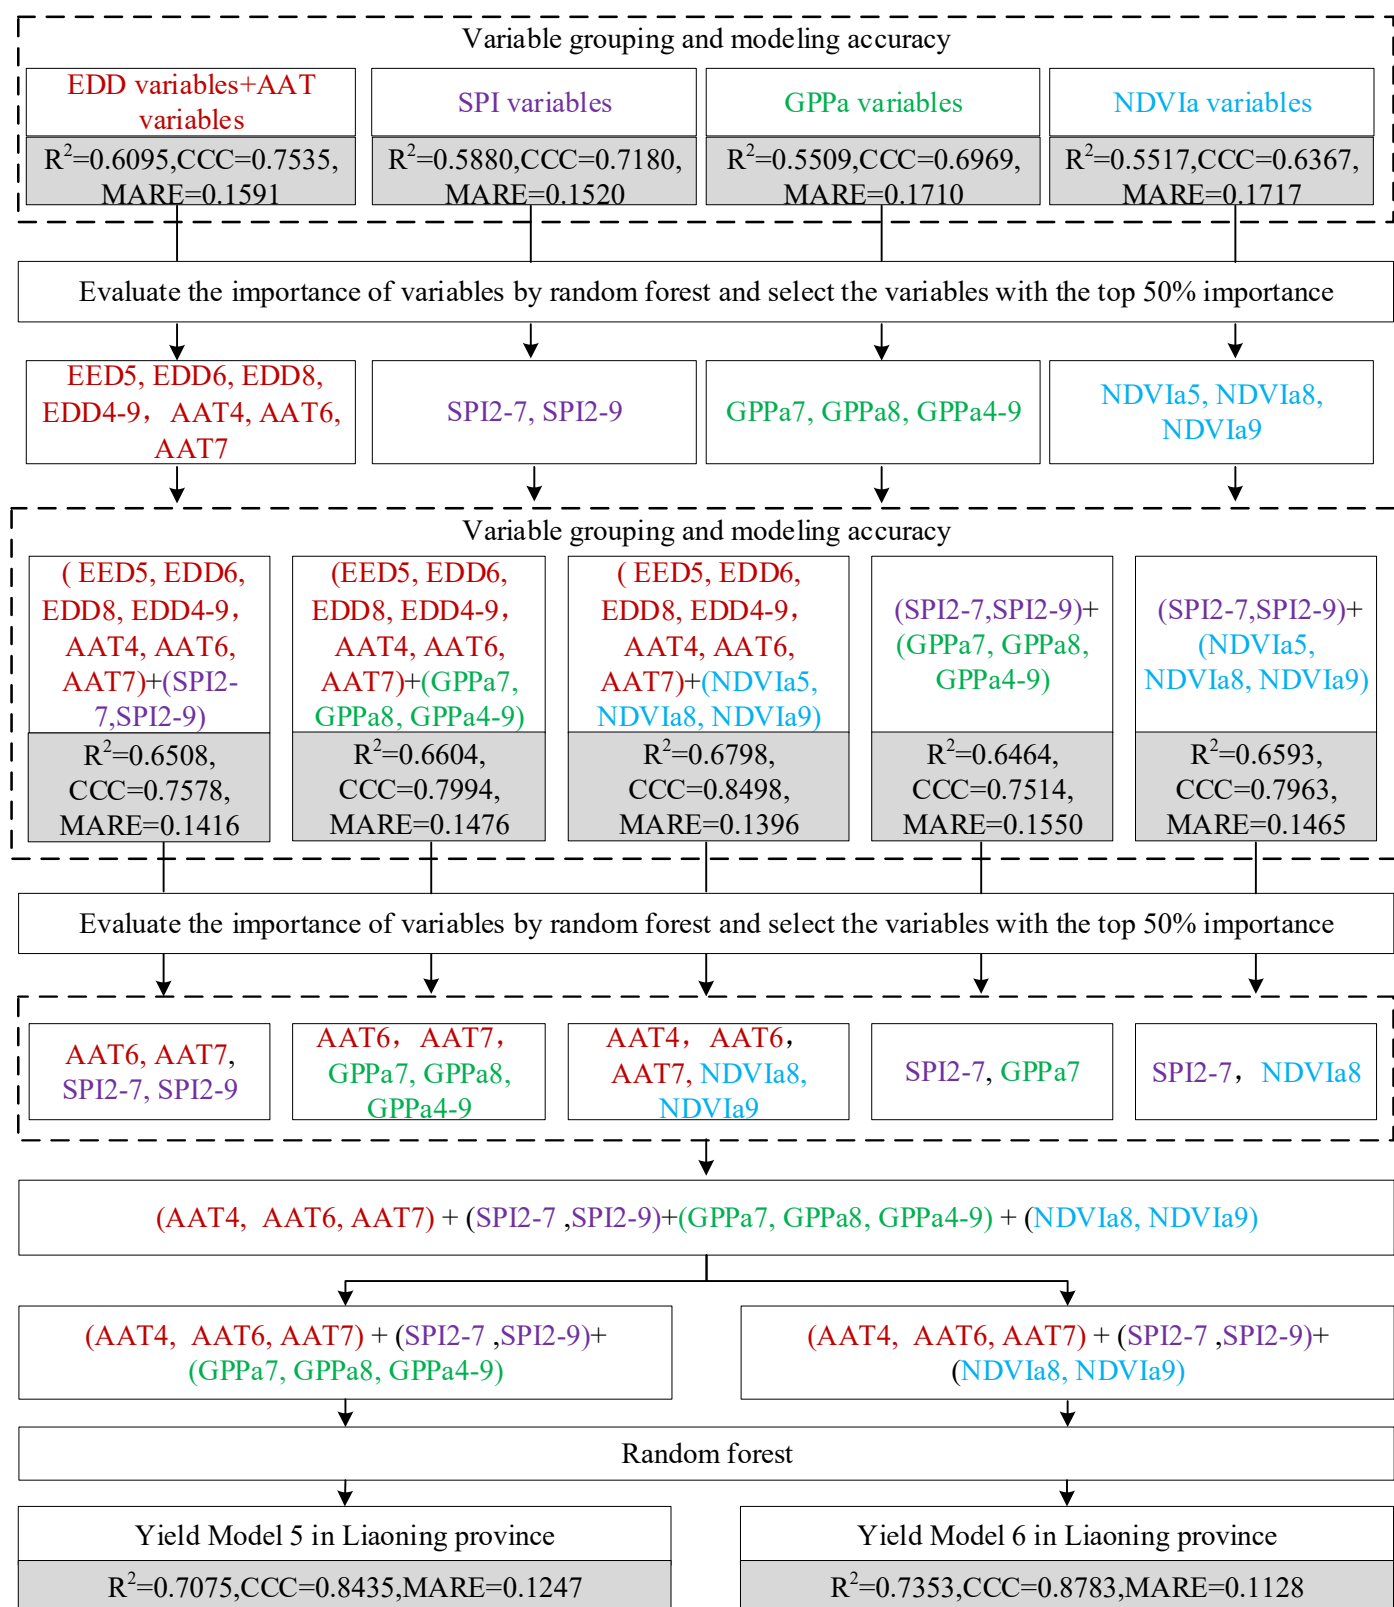 Variable grouping and modeling accuracy
EDD variables+AAT
variables
R²=0.6095,CCC=0.7535,
MARE=0.1591
SPI variables
R²=0.5880,CCC=0.7180,
MARE=0.1520
GPPa variables
R²=0.5509,CCC=0.6969,
MARE=0.1710
NDVIa variables
R²=0.5517,CCC=0.6367,
MARE=0.1717
Evaluate the importance of variables by random forest and select the variables with the top 50% importance
EED5, EDD6, EDD8,
EDD4-9，AAT4, AAT6,
AAT7
SPI2-7, SPI2-9
GPPa7, GPPa8, GPPa4-9
NDVIa5, NDVIa8,
NDVIa9
Variable grouping and modeling accuracy
( EED5, EDD6,
EDD8, EDD4-9，
AAT4, AAT6,
AAT7)+(SPI2-
7,SPI2-9)
R²=0.6508,
CCC=0.7578,
MARE=0.1416
(EED5, EDD6,
EDD8, EDD4-9，
AAT4, AAT6,
AAT7)+(GPPa7,
GPPa8, GPPa4-9)
R²=0.6604,
CCC=0.7994,
MARE=0.1476
( EED5, EDD6,
EDD8, EDD4-9，
AAT4, AAT6,
AAT7)+(NDVIa5,
NDVIa8, NDVIa9)
R²=0.6798,
CCC=0.8498,
MARE=0.1396
(SPI2-7,SPI2-9)+
(GPPa7, GPPa8,
GPPa4-9)
R²=0.6464,
CCC=0.7514,
MARE=0.1550
(SPI2-7,SPI2-9)+
(NDVIa5,
NDVIa8, NDVIa9)
R²=0.6593,
CCC=0.7963,
MARE=0.1465
Evaluate the importance of variables by random forest and select the variables with the top 50% importance
AAT6, AAT7,
SPI2-7, SPI2-9
AAT6，AAT7，
GPPa7, GPPa8,
GPPa4-9
AAT4，AAT6，
AAT7, NDVIa8,
NDVIa9
SPI2-7, GPPa7
SPI2-7，NDVIa8
(AAT4, AAT6, AAT7) + (SPI2-7 ,SPI2-9)+(GPPa7, GPPa8, GPPa4-9) + (NDVIa8, NDVIa9)
(AAT4, AAT6, AAT7) + (SPI2-7 ,SPI2-9)+
(GPPa7, GPPa8, GPPa4-9)
(AAT4, AAT6, AAT7) + (SPI2-7 ,SPI2-9)+
(NDVIa8, NDVIa9)
Random forest
Yield Model 5 in Liaoning province
R²=0.7075,CCC=0.8435,MARE=0.1247
Yield Model 6 in Liaoning province
R²=0.7353,CCC=0.8783,MARE=0.1128